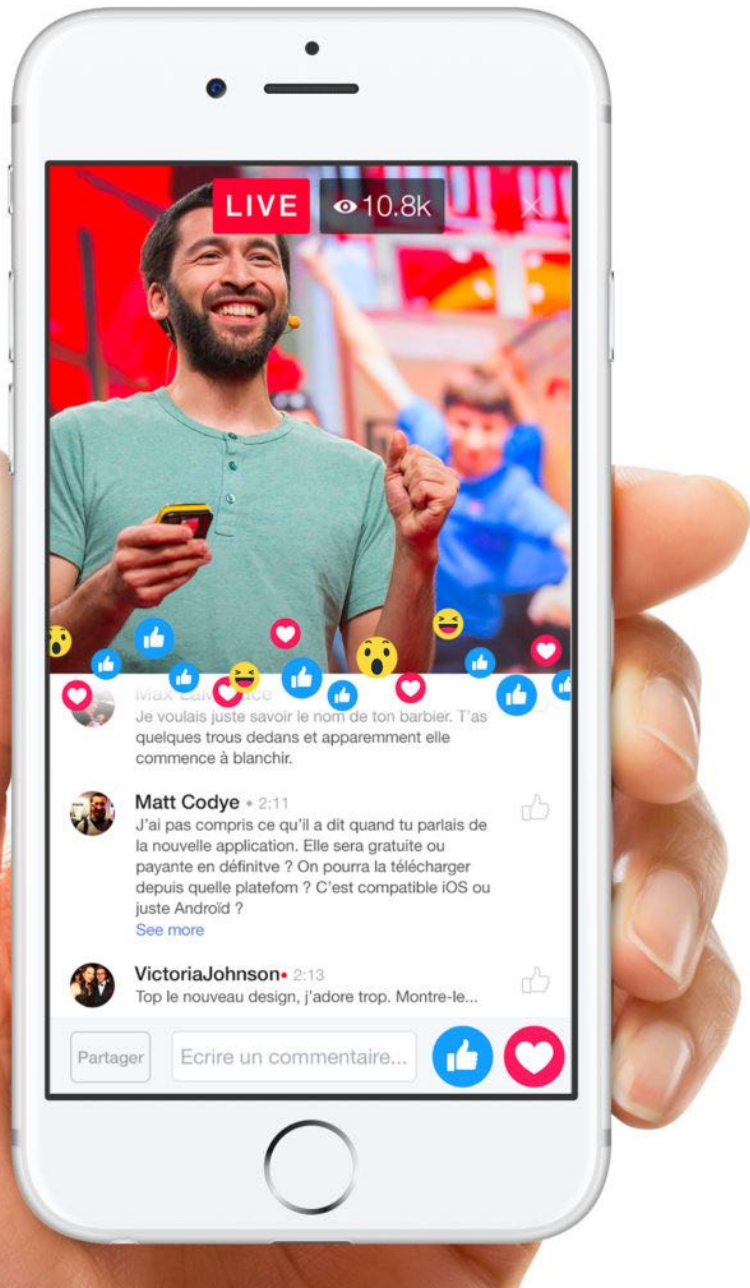 LIVE 10.8k
Max
Je voulais juste savoir le nom de ton barbier. T'as
quelques trous dedans et apparemment elle
commence à blanchir.
Matt Codye • 2:11
J'ai pas compris ce qu'il a dit quand tu parlais de
la nouvelle application. Elle sera gratuite ou
payante en définitve ? On pourra la télécharger
depuis quelle platefom ? C'est compatible iOS ou
juste Androïd ?
See more
VictoriaJohnson• 2:13
Top le nouveau design, j'adore trop. Montre-le...
Partager
Ecrire un commentaire...